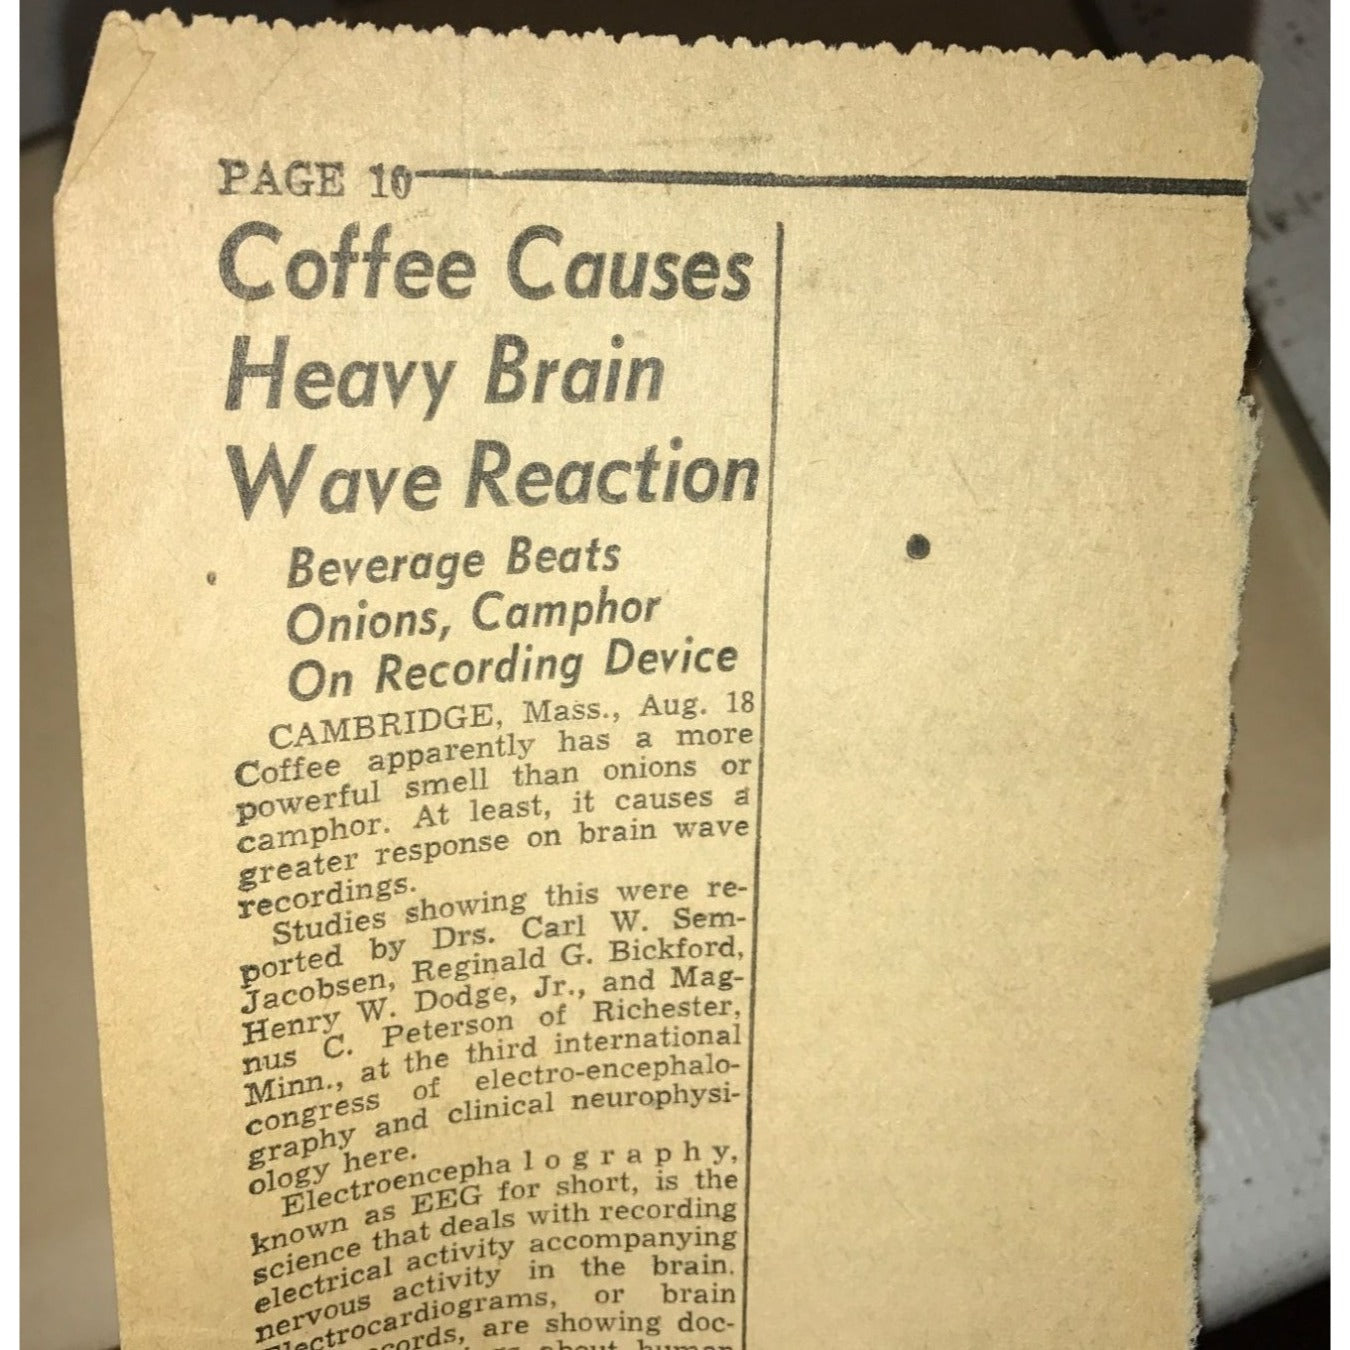 PAGE 10
Coffee Causes
Heavy Brain
Wave Reaction
Beverage Beats
Onions, Camphor
On Recording Device
CAMBRIDGE, Mass., Aug. 18
Coffee apparently has a more
powerful smell than onions or
camphor. At least, it causes a
greater response on brain wave
recordings.
Studies showing this were re-
ported by Drs. Carl W. Sem-
Jacobsen, Reginald G. Bickford,
Henry W. Dodge, Jr., and Mag-
nus C. Peterson of Richester,
Minn., at the third international
congress of electro-encephalo-
graphy and clinical neurophysi-
ology here.
Electroencepha l o g r a p h y,
known as EEG for short, is the
science that deals with recording
electrical activity accompanying
nervous activity in the brain.
Electrocardiograms, or brain
are showing doc-
about human